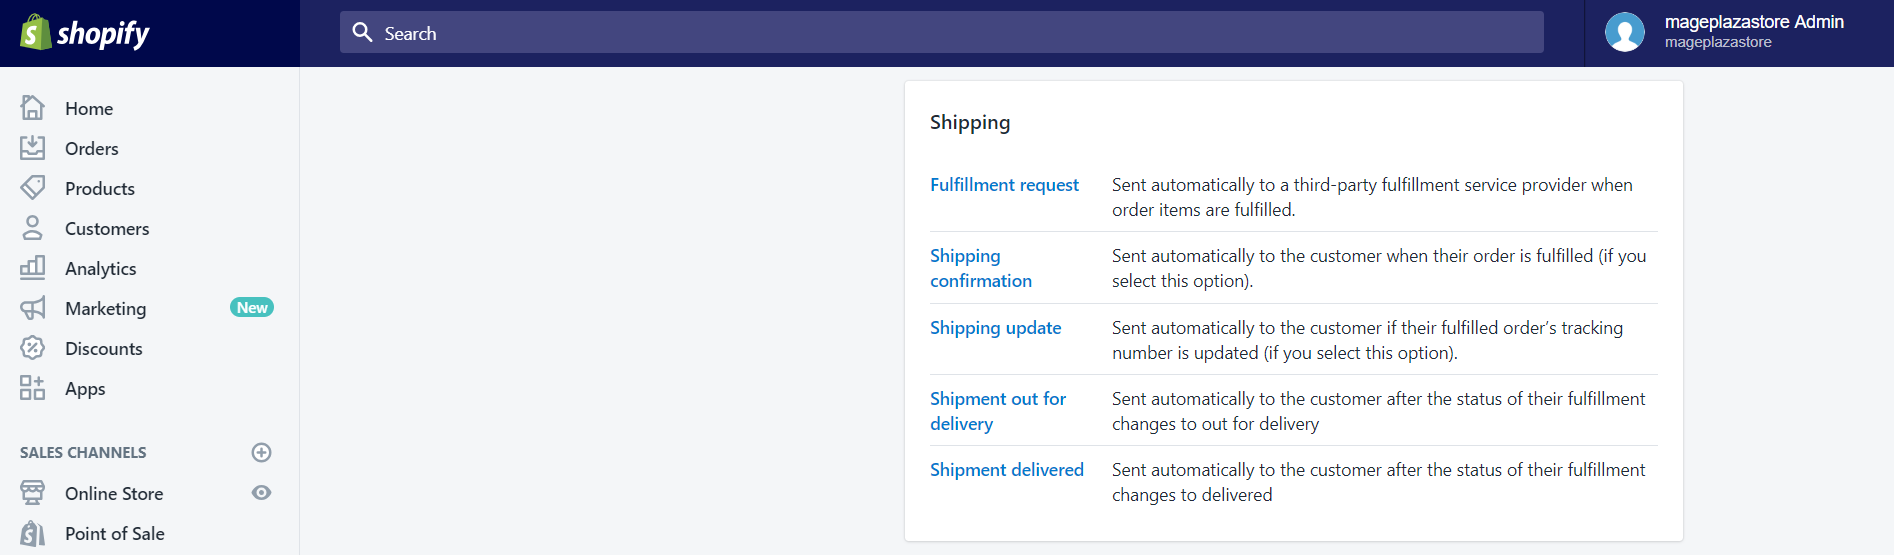 shopify
Search
mageplazastore Admin
mageplazastore
Home
Orders
Products
Customers
Analytics
Marketing New
Discounts
Apps
SALES CHANNELS
Online Store
Point of Sale
Shipping
Fulfillment request
Sent automatically to a third-party fulfillment service provider when
order items are fulfilled.
Shipping
confirmation
Sent automatically to the customer when their order is fulfilled (if you
select this option).
Shipping update
Sent automatically to the customer if their fulfilled order’s tracking
number is updated (if you select this option).
Shipment out for
delivery
Sent automatically to the customer after the status of their fulfillment
changes to out for delivery
Shipment delivered
Sent automatically to the customer after the status of their fulfillment
changes to delivered